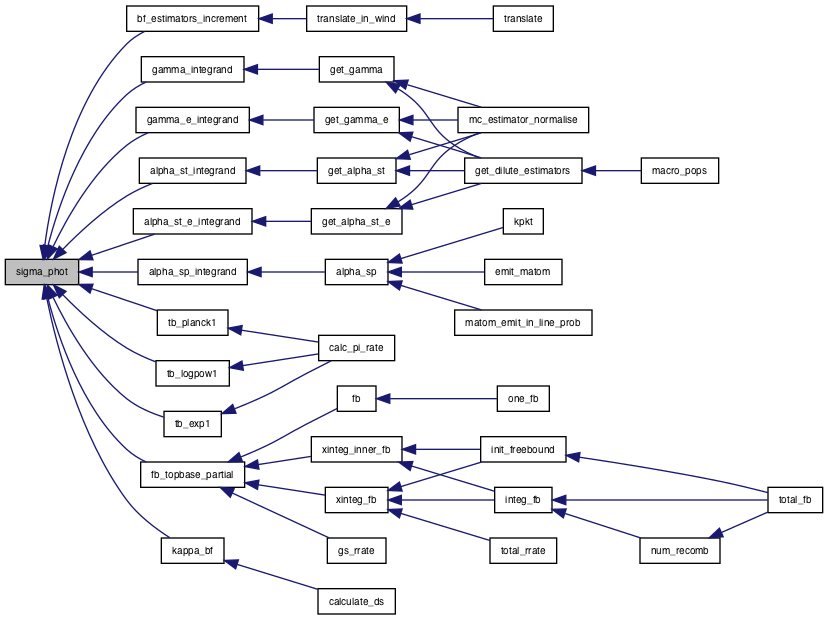 bf_estimators_increment translate_in_wind translate
gamma_integrand get_gamma
gamma_e_integrand get_gamma_e mc_estimator_normalise
alpha_st_integrand get_alpha_st get_dilute_estimators macro_pops
alpha_st_e_integrand get_alpha_st_e kpkt
sigma_phot alpha_sp_integrand alpha_sp emit_matom
tb_planck1 matom_emit_in_line_prob
calc_pi_rate
tb_logpow1
fb one_fb
tb_exp1
xinteg_inner_fb init_freebound
fb_topbase_partial
xinteg_fb integ_fb total_fb
kappa_bf gs_rrate total_rrate num_recomb
calculate_ds